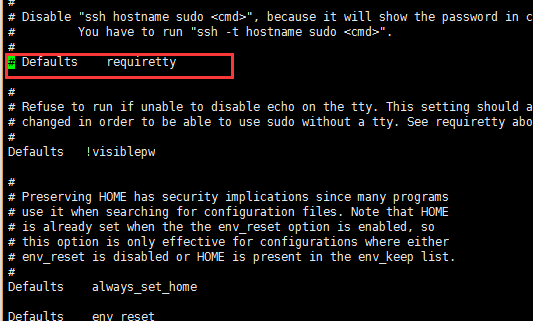 #
# Disable "ssh hostname sudo <cmd>", because it will show the password in c
#         You have to run "ssh -t hostname sudo <cmd>".
#
# Defaults    requiretty
#
# Refuse to run if unable to disable echo on the tty. This setting should a
# changed in order to be able to use sudo without a tty. See requiretty abo
#
Defaults   !visiblepw
#
# Preserving HOME has security implications since many programs
# use it when searching for configuration files. Note that HOME
# is already set when the the env_reset option is enabled, so
# this option is only effective for configurations where either
# env_reset is disabled or HOME is present in the env_keep list.
#
Defaults    always_set_home
Defaults    env_reset